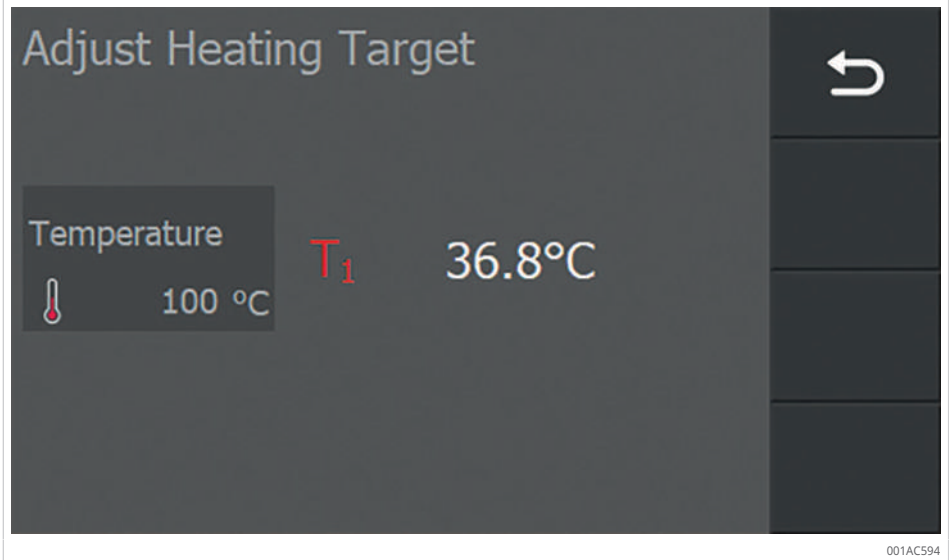 Adjust Heating Target
Temperature
100 °C
T₁ 36.8°C
001AC594